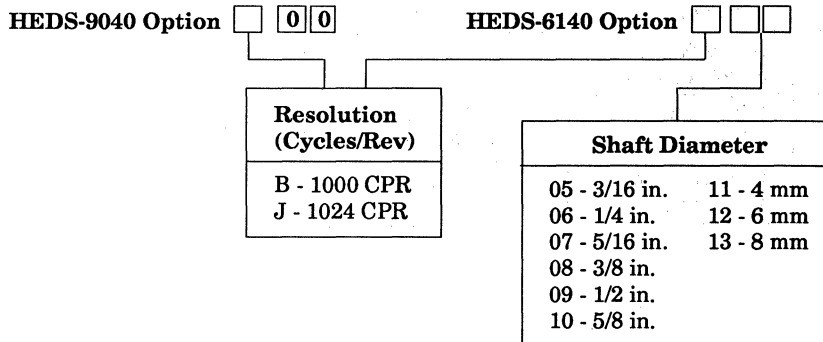 HEDS-9040 Option 0 0 HEDS-6140 Option
Resolution
(Cycles/Rev)
B - 1000 CPR
J - 1024 CPR
Shaft Diameter
05 - 3/16 in. 11 - 4 mm
06 - 1/4 in. 12 - 6 mm
07 - 5/16 in. 13 - 8 mm
08 - 3/8 in.
09 - 1/2 in.
10 - 5/8 in.